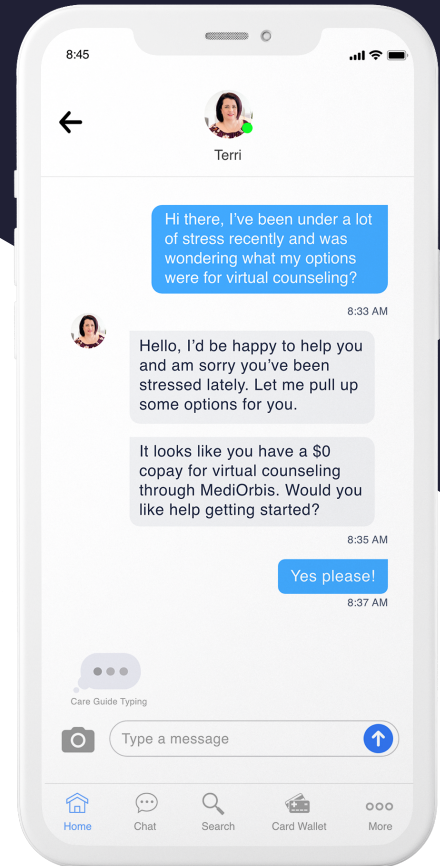 8:45
Terri
Hi there, I've been under a lot
of stress recently and was
wondering what my options
were for virtual counseling?
8:33 AM
Hello, I'd be happy to help you
and am sorry you've been
stressed lately. Let me pull up
some options for you.
It looks like you have a $0
copay for virtual counseling
through MediOrbis. Would you
like help getting started?
8:35 AM
Yes please!
8:37 AM
Care Guide Typing
Type a message
Home Chat Search Card Wallet More